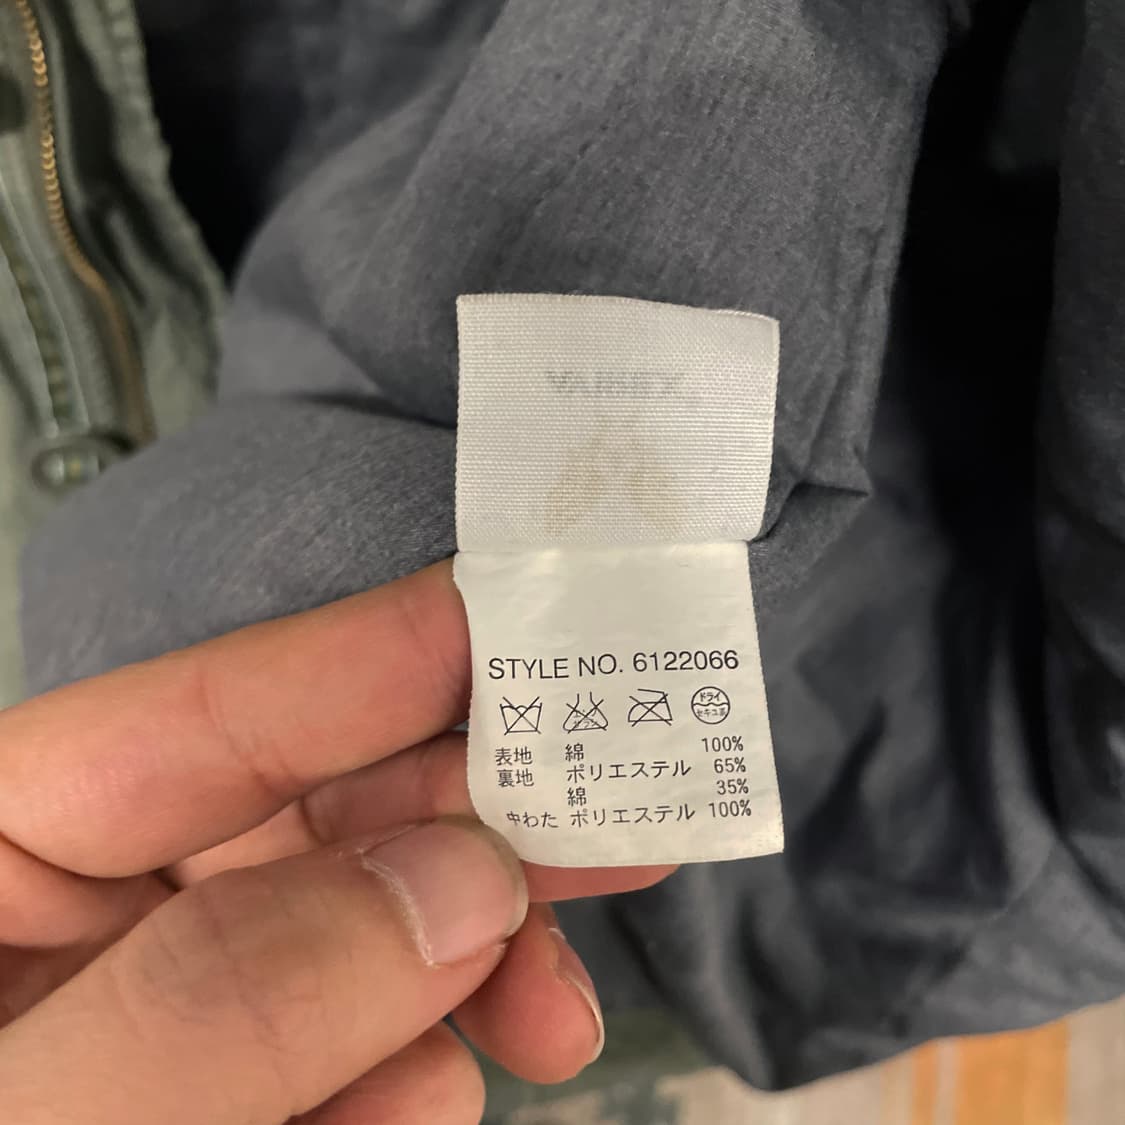 STYLE NO. 6122066
ドライ
セキユ系
表地 綿 100%
裏地 ポリエステル 65%
綿 35%
中わた ポリエステル 100%